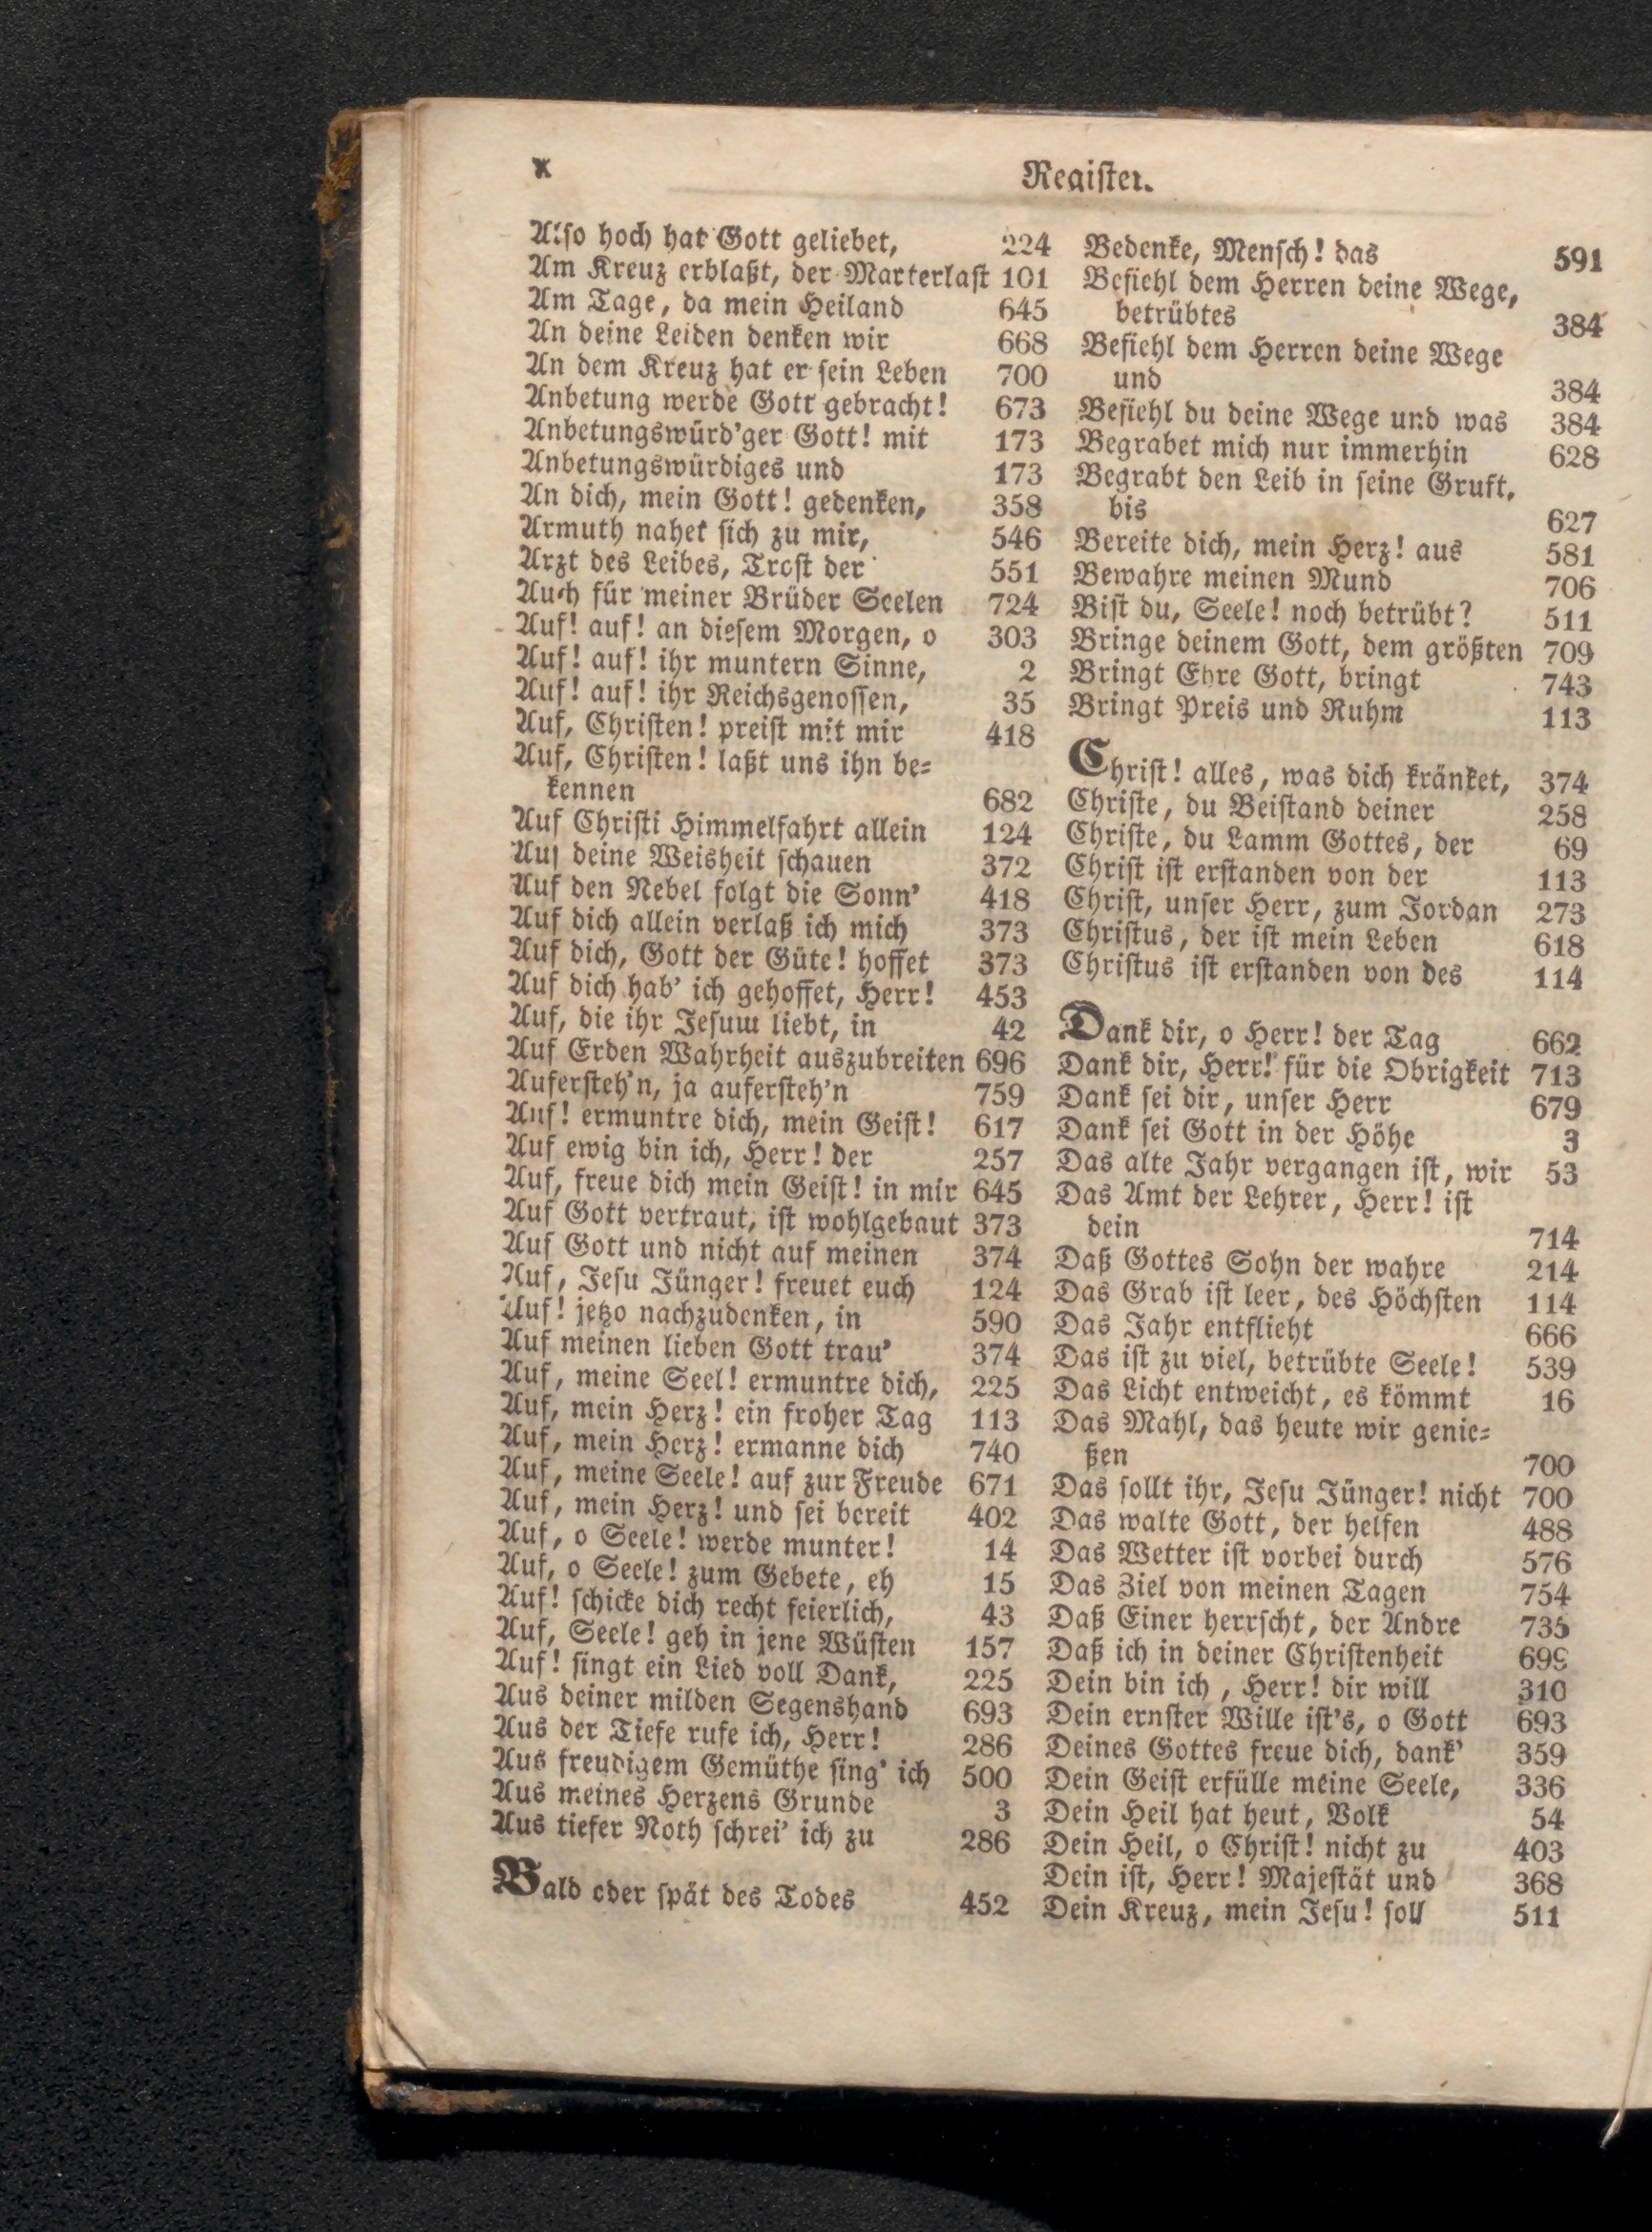 x
Register.
Also hoch hat Gott geliebet, 224
Am Kreuz erblaßt, der Marterlast 101
Am Tage, da mein Heiland 645
An deine Leiden denken wir 668
An dem Kreuz hat er sein Leben 700
Anbetung werde Gott gebracht! 673
Anbetungswürd'ger Gott! mit 173
Anbetungswürdiges und 173
An dich, mein Gott! gedenken, 358
Armuth nahet sich zu mir, 546
Arzt des Leibes, Trost der 551
Auch für meiner Brüder Seelen 724
Auf! auf! an diesem Morgen, o 303
Auf! auf! ihr muntern Sinne, 2
Auf! auf! ihr Reichsgenossen, 35
Auf, Christen! preist mit mir 418
Auf, Christen! laßt uns ihn be-
kennen 682
Auf Christi Himmelfahrt allein 124
Auf deine Weisheit schauen 372
Auf den Nebel folgt die Sonn' 418
Auf dich allein verlaß ich mich 373
Auf dich, Gott der Güte! hoffet 373
Auf dich hab' ich gehoffet, Herr! 453
Auf, die ihr Jesum liebt, in 42
Auf Erden Wahrheit auszubreiten 696
Aufersteh'n, ja aufersteh'n 759
Auf! ermuntre dich, mein Geist! 617
Auf ewig bin ich, Herr! der 257
Auf, freue dich mein Geist! in mir 645
Auf Gott vertraut, ist wohlgebaut 373
Auf Gott und nicht auf meinen 374
Auf, Jesu Jünger! freuet euch 124
Auf! jetzo nachzudenken, in 590
Auf meinen lieben Gott trau' 374
Auf, meine Seel! ermuntre dich, 225
Auf, mein Herz! ein froher Tag 113
Auf, mein Herz! ermanne dich 740
Auf, meine Seele! auf zur Freude 671
Auf, mein Herz! und sei bereit 402
Auf, o Seele! werde munter! 14
Auf, o Seele! zum Gebete, eh 15
Auf! schicke dich recht feierlich, 43
Auf, Seele! geh in jene Wüsten 157
Auf! singt ein Lied voll Dank, 225
Aus deiner milden Segenshand 693
Aus der Tiefe rufe ich, Herr! 286
Aus freudigem Gemüthe sing' ich 500
Aus meines Herzens Grunde 3
Aus tiefer Noth schrei' ich zu 286
Bald oder spät des Todes 452
Bedenke, Mensch! das 591
Befiehl dem Herren deine Wege,
betrübtes 384
Befiehl dem Herren deine Wege
und 384
Befiehl du deine Wege und was 384
Begrabet mich nur immerhin 628
Begrabt den Leib in seine Gruft,
bis 627
Bereite dich, mein Herz! aus 581
Bewahre meinen Mund 706
Bist du, Seele! noch betrübt? 511
Bringe deinem Gott, dem größten 709
Bringt Ehre Gott, bringt 743
Bringt Preis und Ruhm 113
Christ! alles, was dich kränket, 374
Christe, du Beistand deiner 258
Christe, du Lamm Gottes, der 69
Christ ist erstanden von der 113
Christ, unser Herr, zum Jordan 273
Christus, der ist mein Leben 618
Christus ist erstanden von des 114
Dank dir, o Herr! der Tag 662
Dank dir, Herr! für die Obrigkeit 713
Dank sei dir, unser Herr 679
Dank sei Gott in der Höhe 3
Das alte Jahr vergangen ist, wir 53
Das Amt der Lehrer, Herr! ist
dein 714
Daß Gottes Sohn der wahre 214
Das Grab ist leer, des Höchsten 114
Das Jahr entflieht 666
Das ist zu viel, betrübte Seele! 539
Das Licht entweicht, es kömmt 16
Das Mahl, das heute wir genie-
ßen 700
Das sollt ihr, Jesu Jünger! nicht 700
Das walte Gott, der helfen 488
Das Wetter ist vorbei durch 576
Das Ziel von meinen Tagen 754
Daß Einer herrscht, der Andre 735
Daß ich in deiner Christenheit 699
Dein bin ich, Herr! dir will 310
Dein ernster Wille ist's, o Gott 693
Deines Gottes freue dich, dank' 359
Dein Geist erfülle meine Seele, 336
Dein Heil hat heut, Volk 54
Dein Heil, o Christ! nicht zu 403
Dein ist, Herr! Majestät und 368
Dein Kreuz, mein Jesu! soll 511